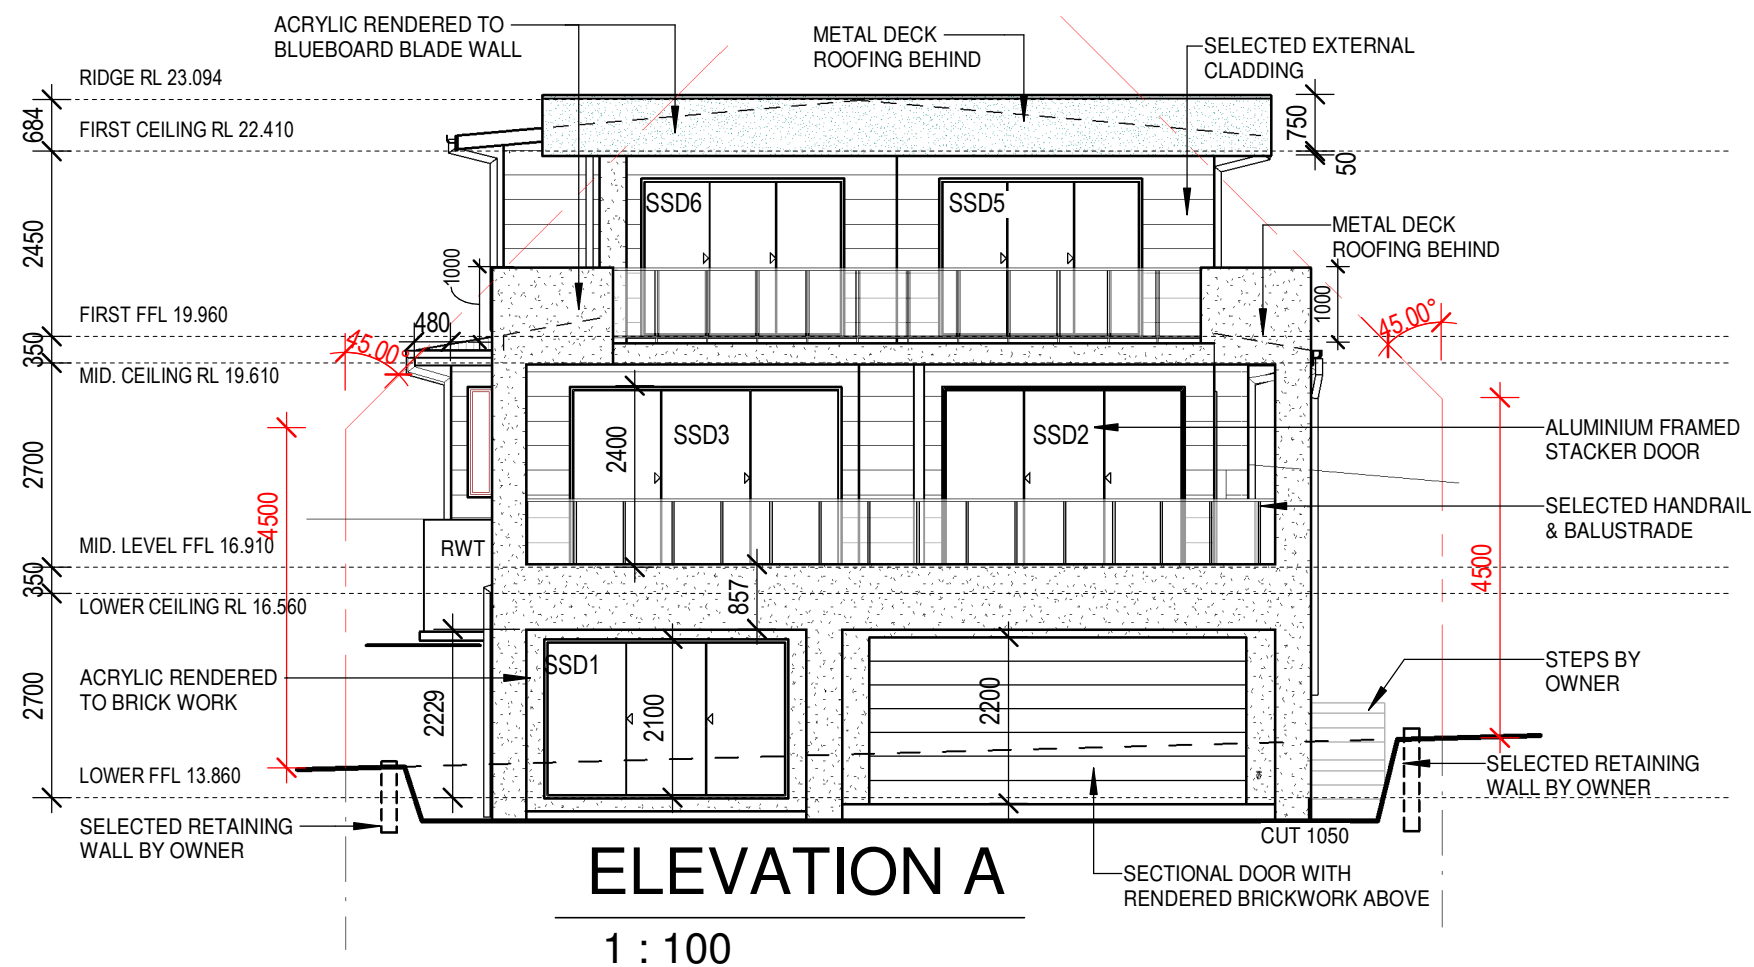 ACRYLIC RENDERED TO
BLUEBOARD BLADE WALL
METAL DECK
ROOFING BEHIND
SELECTED EXTERNAL
CLADDING
RIDGE RL 23.094
684
FIRST CEILING RL 22.410
750
50
SSD6
SSD5
2450
1000
METAL DECK
ROOFING BEHIND
FIRST FFL 19.960
480
1000
45.00°
45.00°
350
MID. CEILING RL 19.610
2700
2400
SSD3
SSD2
ALUMINIUM FRAMED
STACKER DOOR
4500
SELECTED HANDRAIL
& BALUSTRADE
MID. LEVEL FFL 16.910
RWT
4500
350
LOWER CEILING RL 16.560
857
ACRYLIC RENDERED
TO BRICK WORK
SSD1
STEPS BY
OWNER
2700
2229
2100
2200
LOWER FFL 13.860
SELECTED RETAINING
WALL BY OWNER
SELECTED RETAINING
WALL BY OWNER
CUT 1050
ELEVATION A
SECTIONAL DOOR WITH
RENDERED BRICKWORK ABOVE
1 : 100